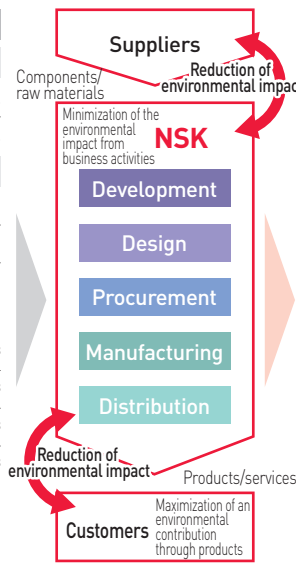 Suppliers
Components/
raw materials
Reduction of
environmental impact
Minimization of the
environmental
impact from
business activities
NSK
Development
Design
Procurement
Manufacturing
Distribution
Reduction of
environmental impact
Products/services
Customers
Maximization of an
environmental
contribution
through products